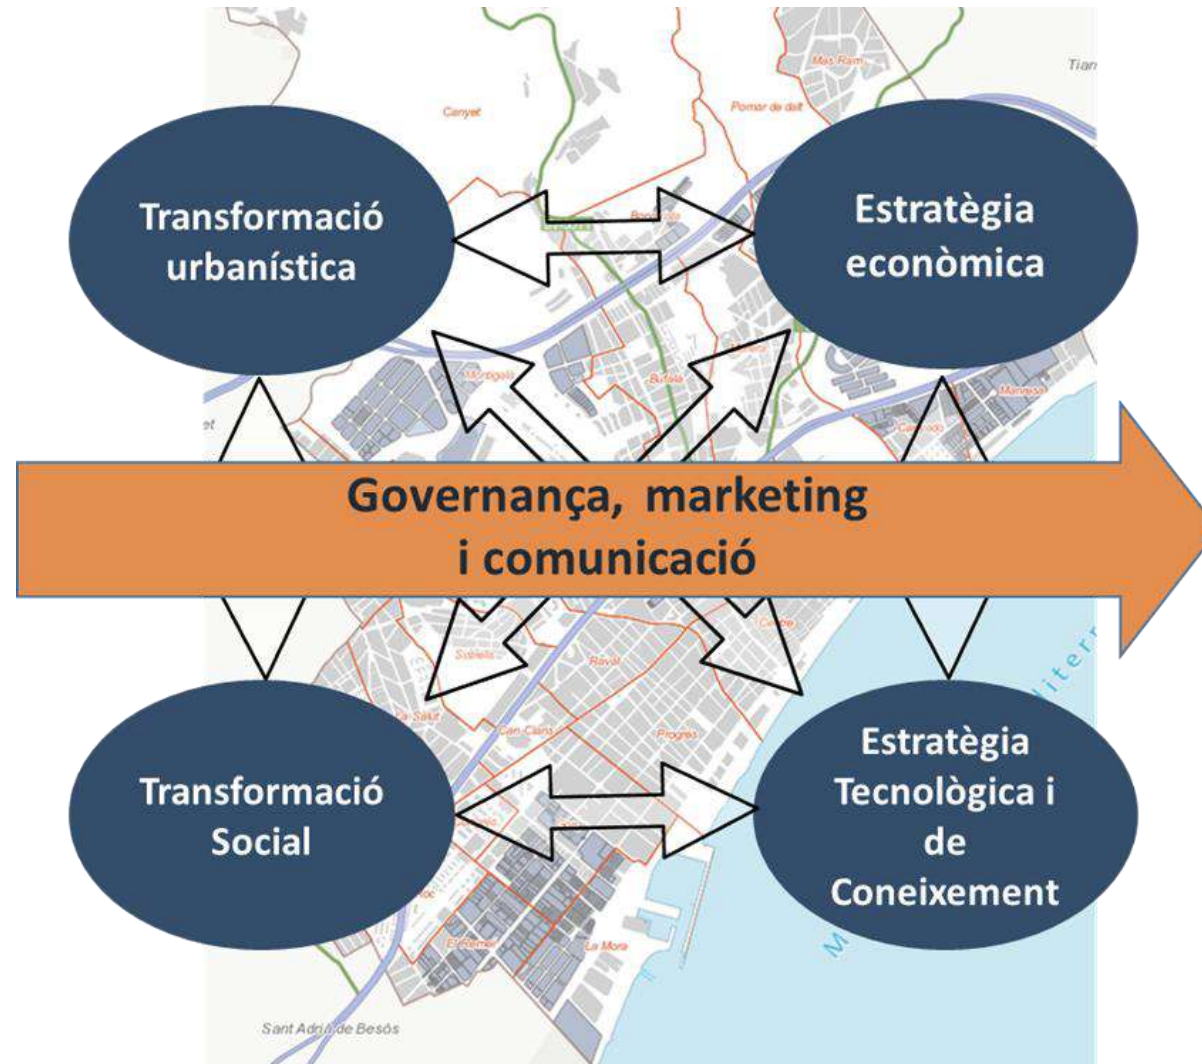 Mas Ram
Tian
Canyet
Pomar de dalt
Transformació
urbanística
Estratègia
econòmica
Montigalà
Bufalà
Manresà
et
Governança, marketing
i comunicació
Centre
Sistrells
Raval
La Salut
Can Claris
Progrés
Transformació
Social
Estratègia
Tecnològica i
de
Coneixement
El Remei
La Mora
Sant Adrià de Besòs